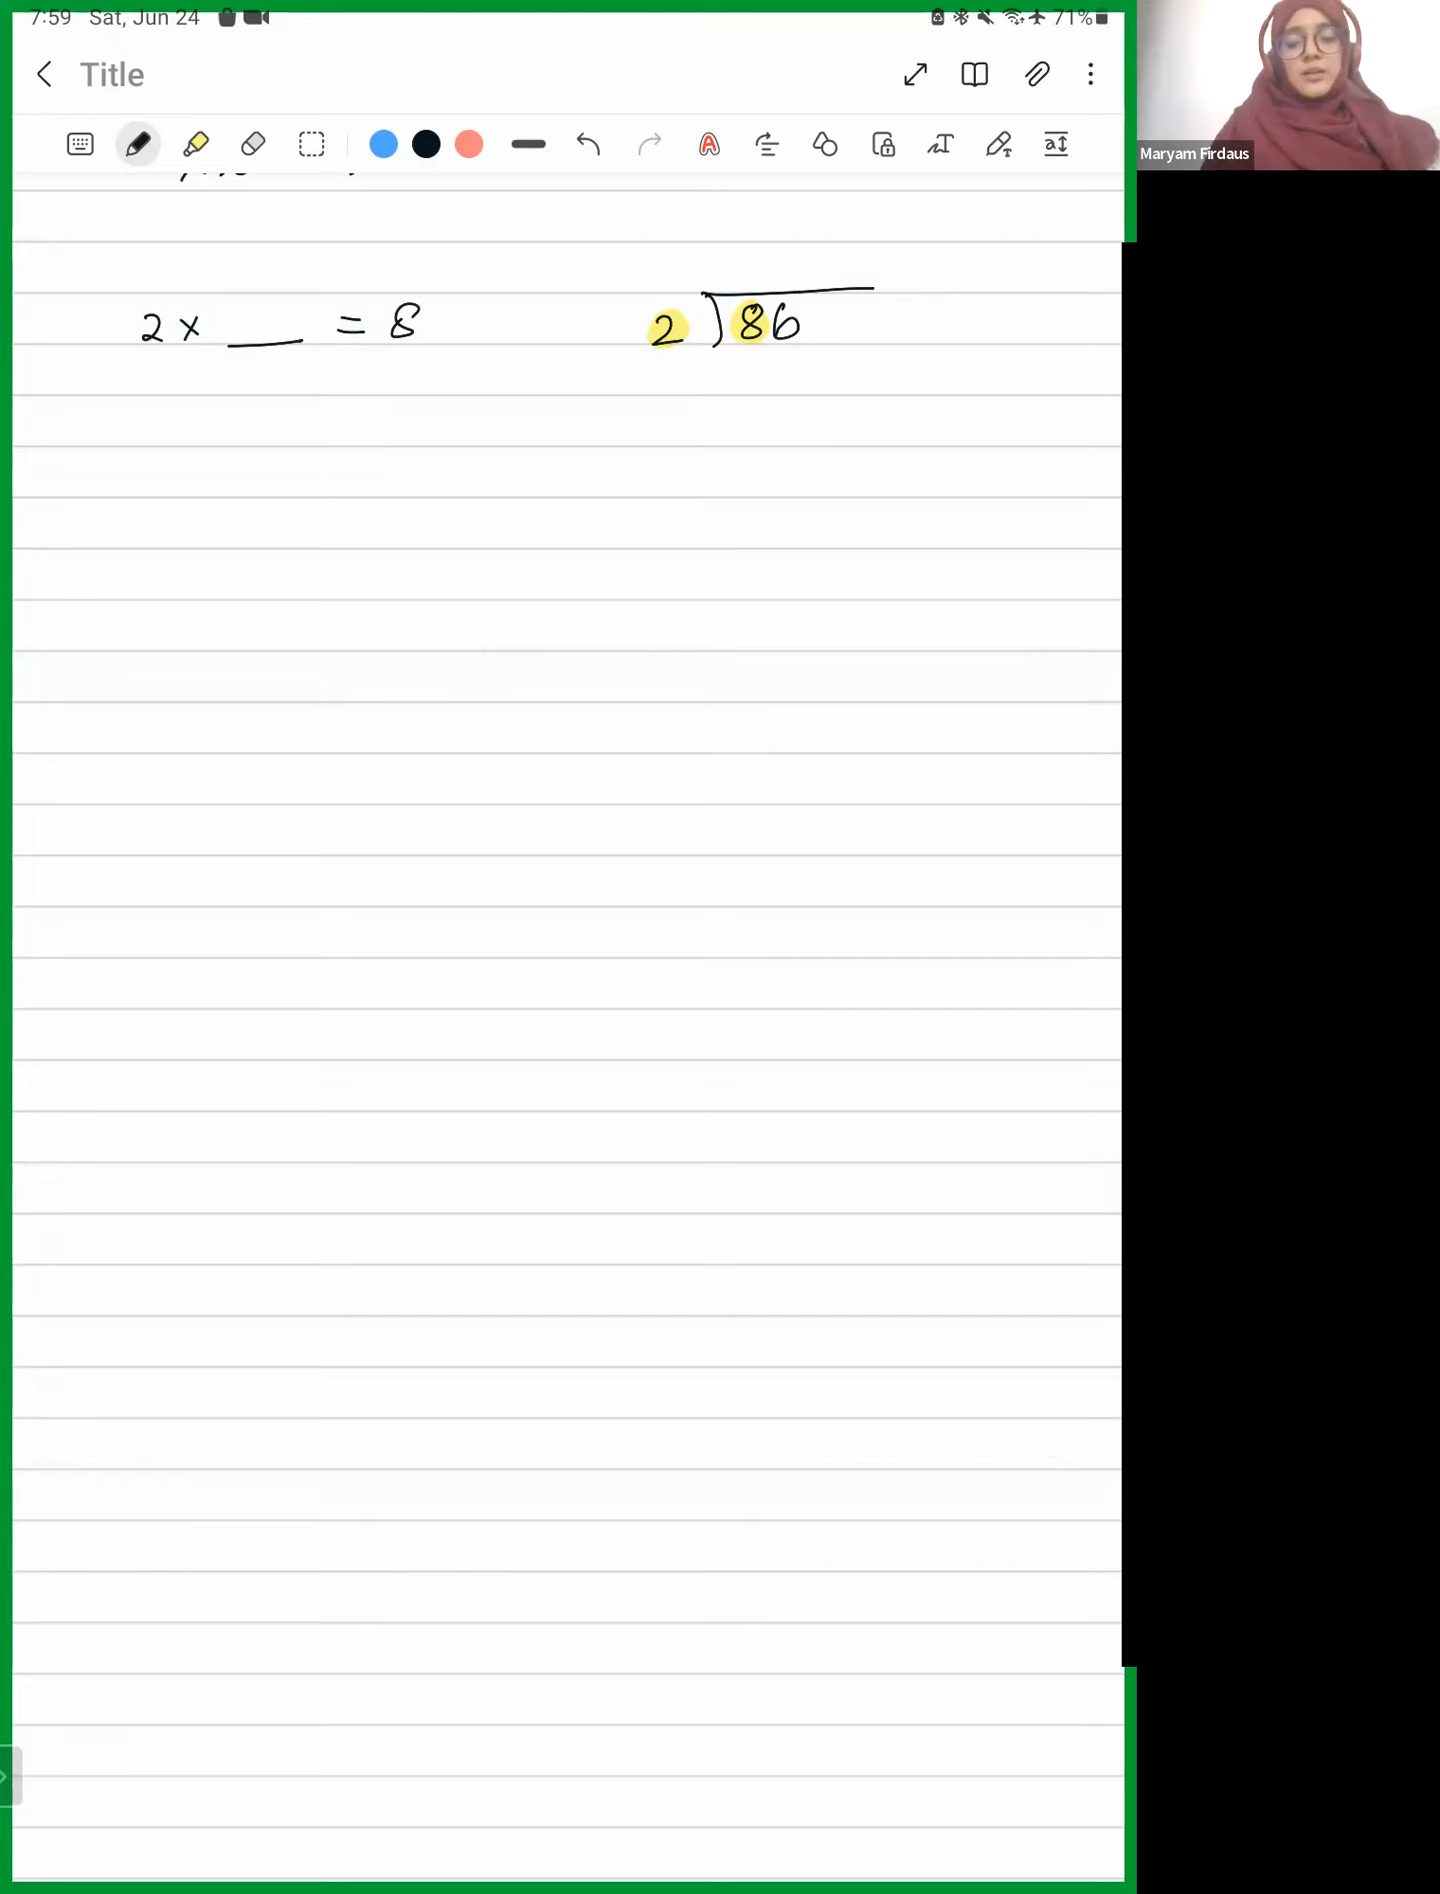 7:59 Sat, Jun 24 71%
Title
Maryam Firdaus
2 × ___ = 8 2 ) 86